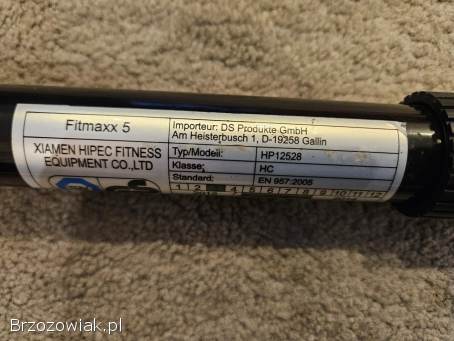 Fitmaxx 5
Importeur: DS Produkte GmbH
Am Heisterbusch 1, D-19258 Gallin
XIAMEN HIPEC FITNESS
EQUIPMENT CO.,LTD
Typ/Modell: HP12528
Klasse: HC
Standard: EN 957:2005
1 2 4 5 6 7 8 9 10 11 12
Brzozowiak.pl